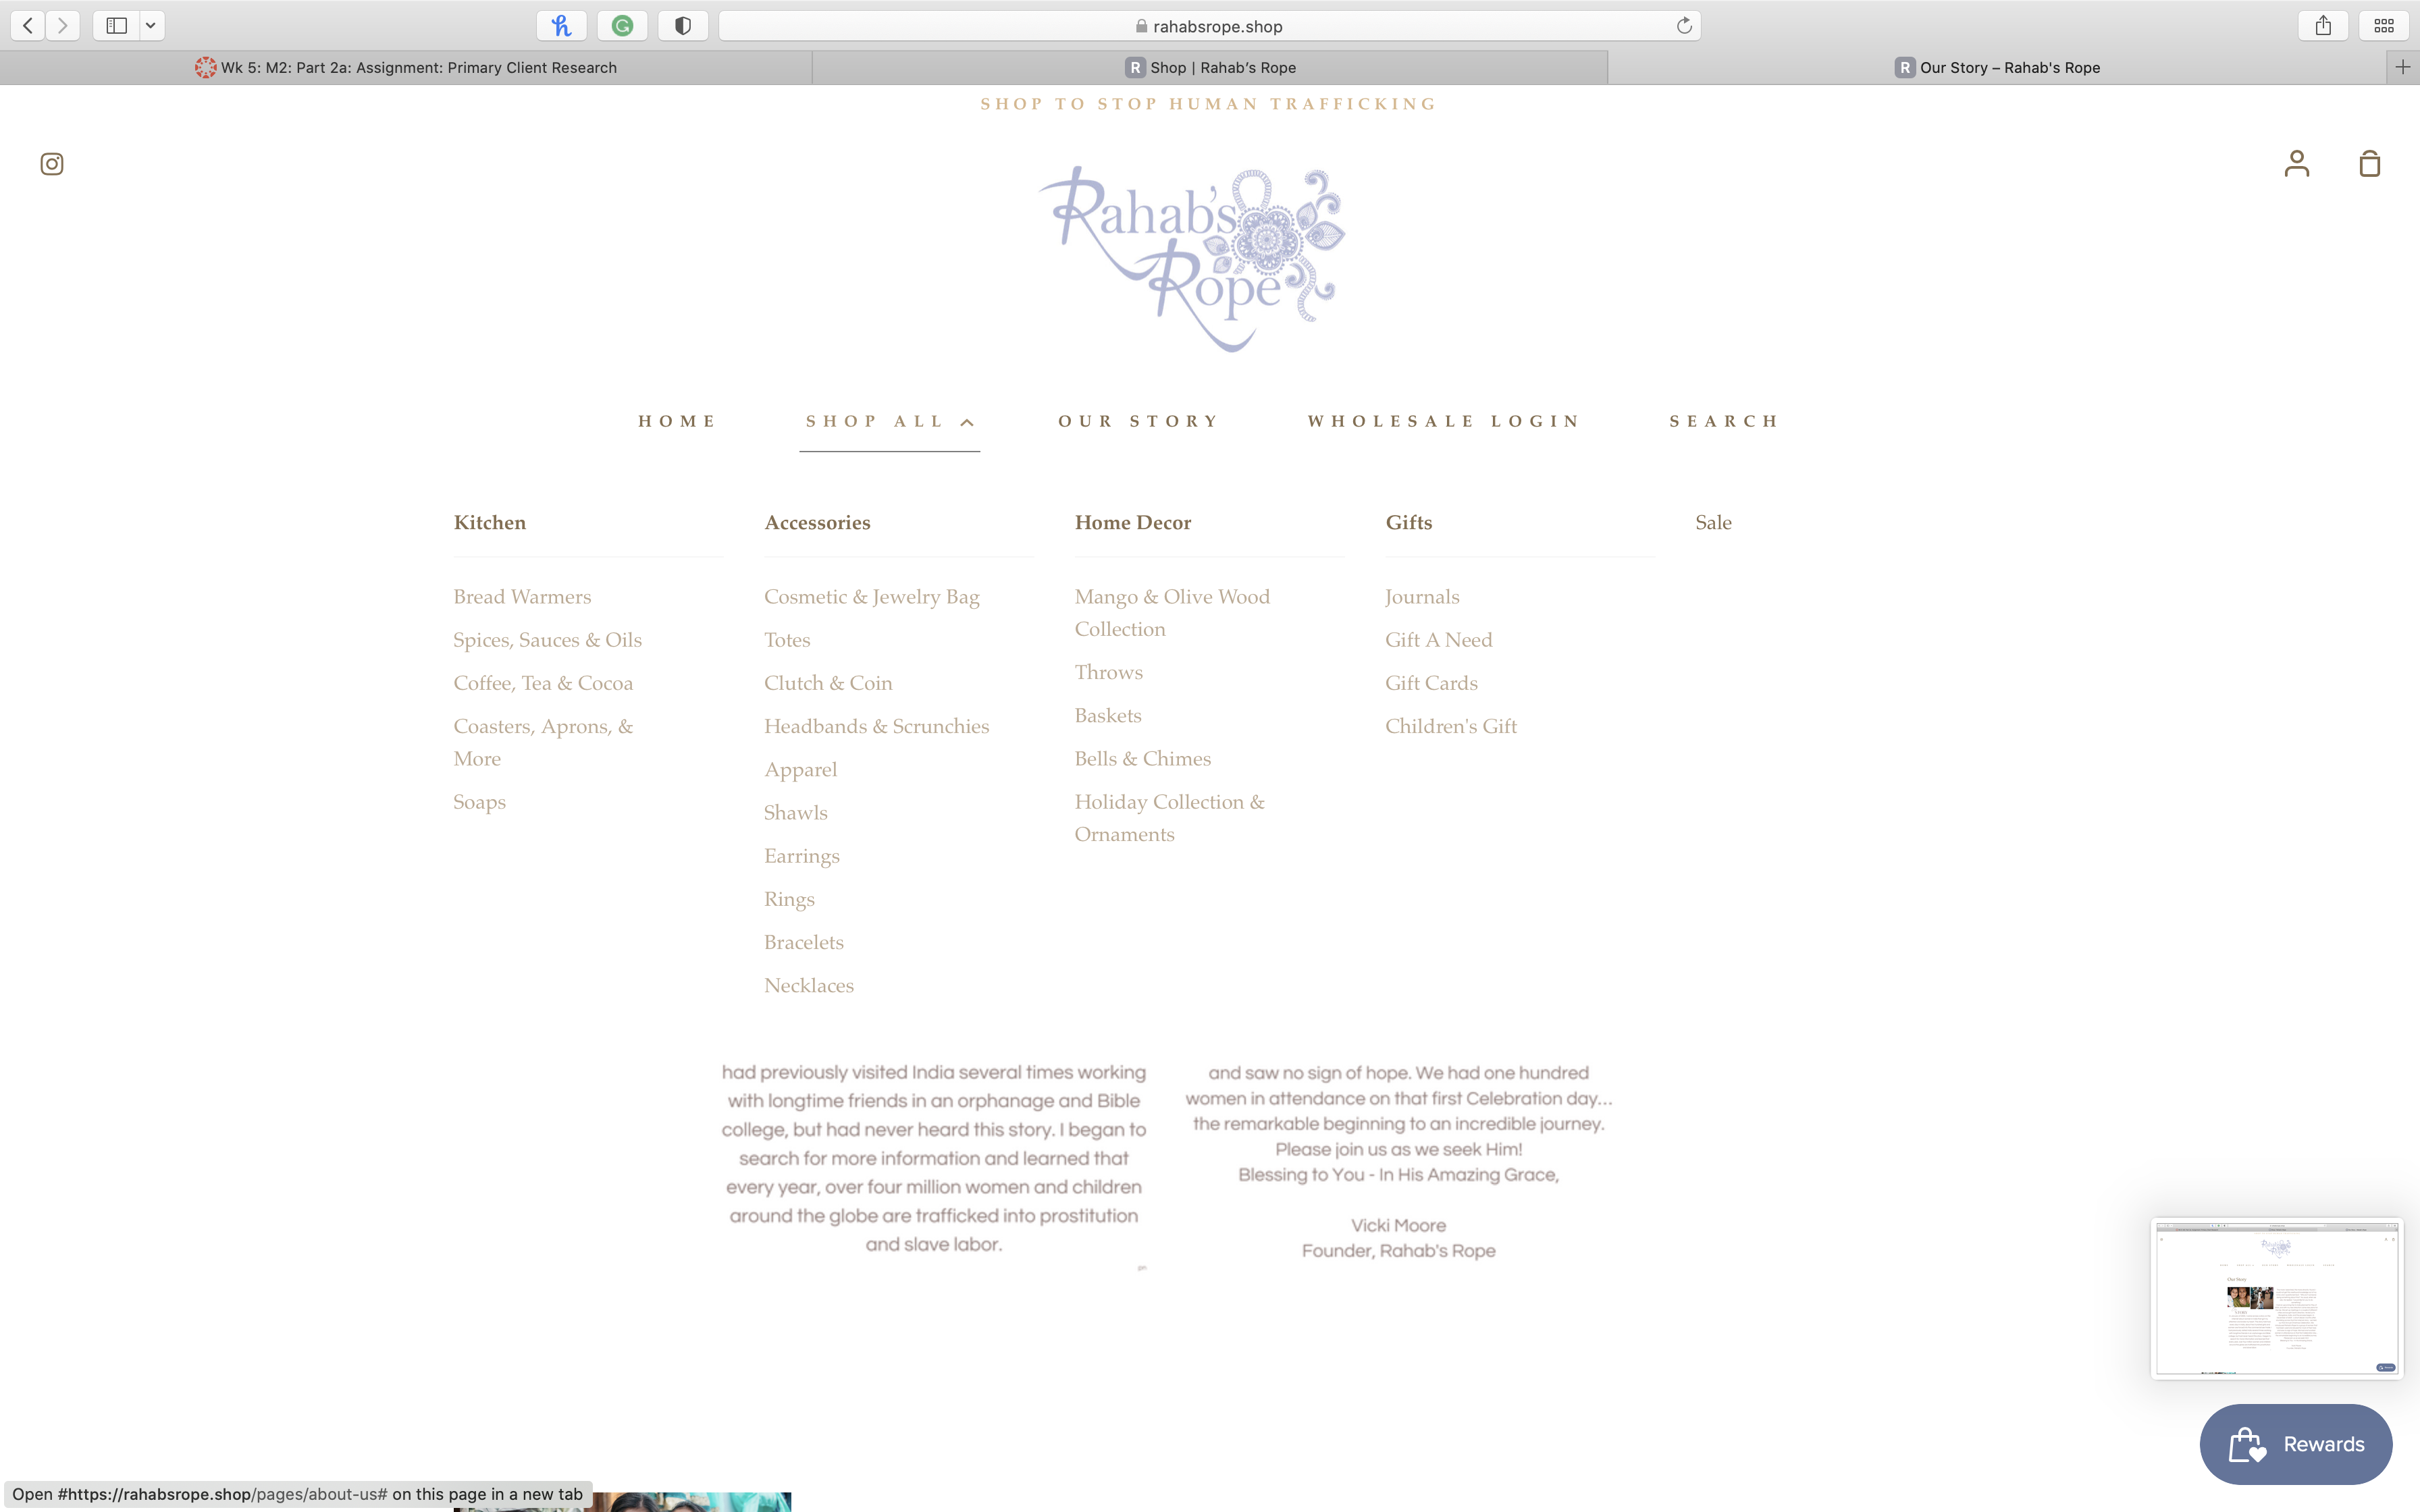 rahabsrope.shop
Wk 5: M2: Part 2a: Assignment: Primary Client Research
R Shop | Rahab's Rope
R Our Story – Rahab's Rope
SHOP TO STOP HUMAN TRAFFICKING
Rahab's
Rope
HOME
SHOP ALL
OUR STORY
WHOLESALE LOGIN
SEARCH
Kitchen
Bread Warmers
Spices, Sauces & Oils
Coffee, Tea & Cocoa
Coasters, Aprons, &
More
Soaps
Accessories
Cosmetic & Jewelry Bag
Totes
Clutch & Coin
Headbands & Scrunchies
Apparel
Shawls
Earrings
Rings
Bracelets
Necklaces
Home Decor
Mango & Olive Wood
Collection
Throws
Baskets
Bells & Chimes
Holiday Collection &
Ornaments
Gifts
Journals
Gift A Need
Gift Cards
Children's Gift
Sale
had previously visited India several times working
with longtime friends in an orphanage and Bible
college, but had never heard this story. I began to
search for more information and learned that
every year, over four million women and children
around the globe are trafficked into prostitution
and slave labor.
and saw no sign of hope. We had one hundred
women in attendance on that first Celebration day...
the remarkable beginning to an incredible journey.
Please join us as we seek Him!
Blessing to You - In His Amazing Grace,
Vicki Moore
Founder, Rahab's Rope
Our Story
Rewards
Open #https://rahabsrope.shop/pages/about-us# on this page in a new tab